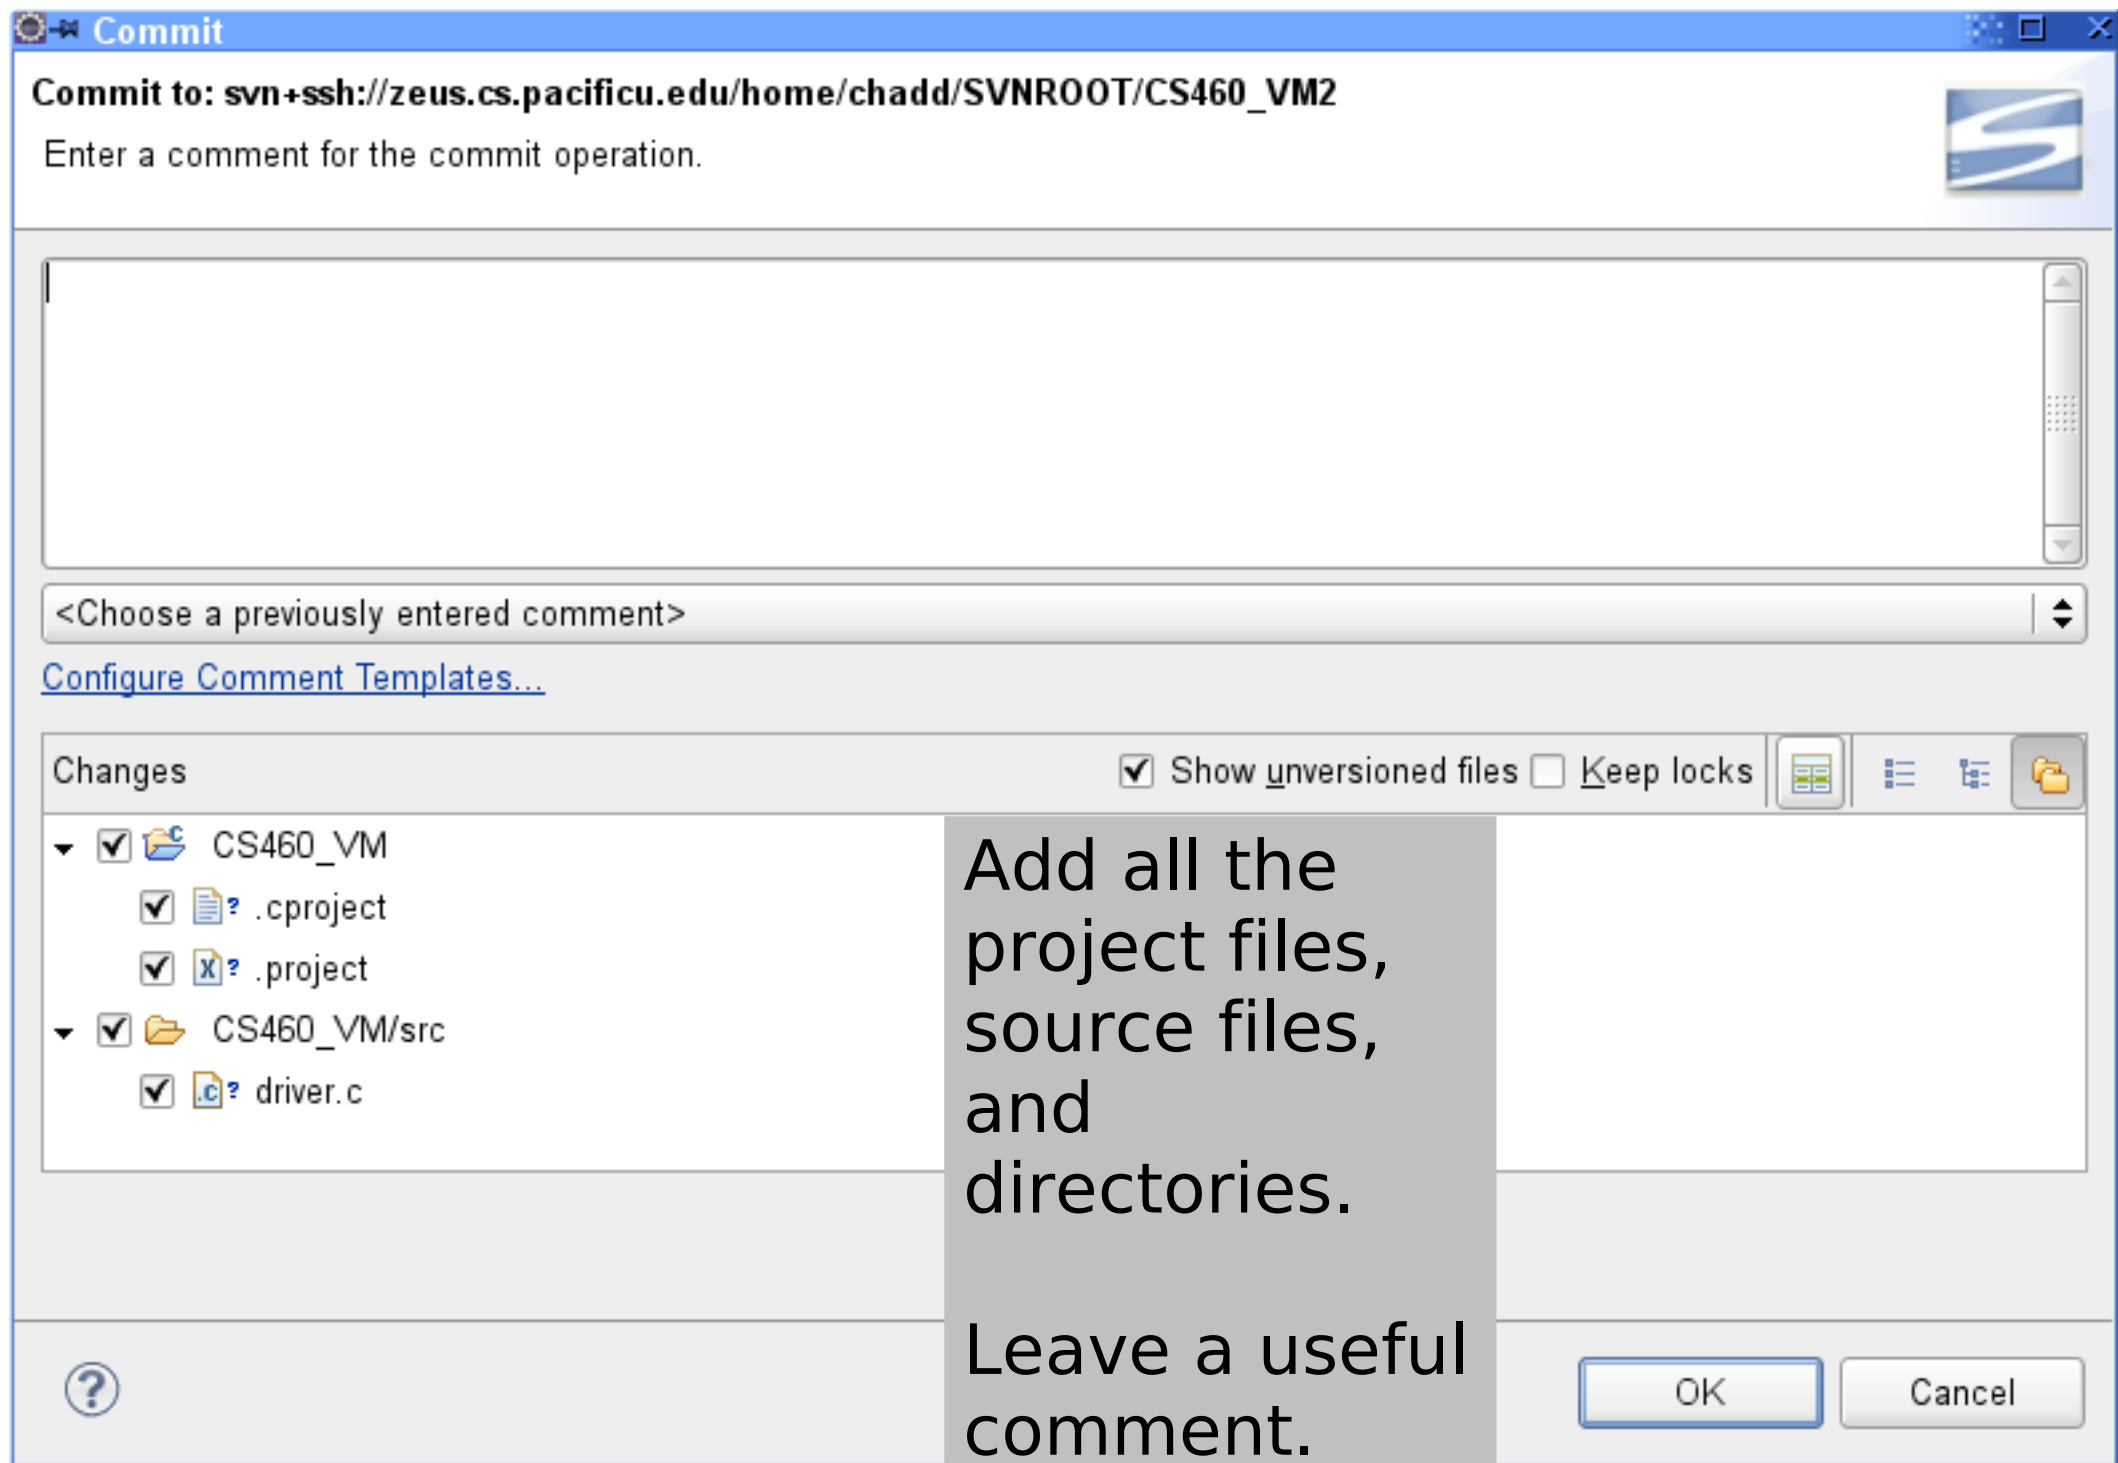 Commit
Commit to: svn+ssh://zeus.cs.pacificu.edu/home/chadd/SVNROOT/CS460_VM2
Enter a comment for the commit operation.
<Choose a previously entered comment>
Configure Comment Templates...
Changes
Show unversioned files
Keep locks
CS460_VM
.cproject
.project
CS460_VM/src
driver.c
Add all the
project files,
source files,
and
directories.
Leave a useful
comment.
OK
Cancel